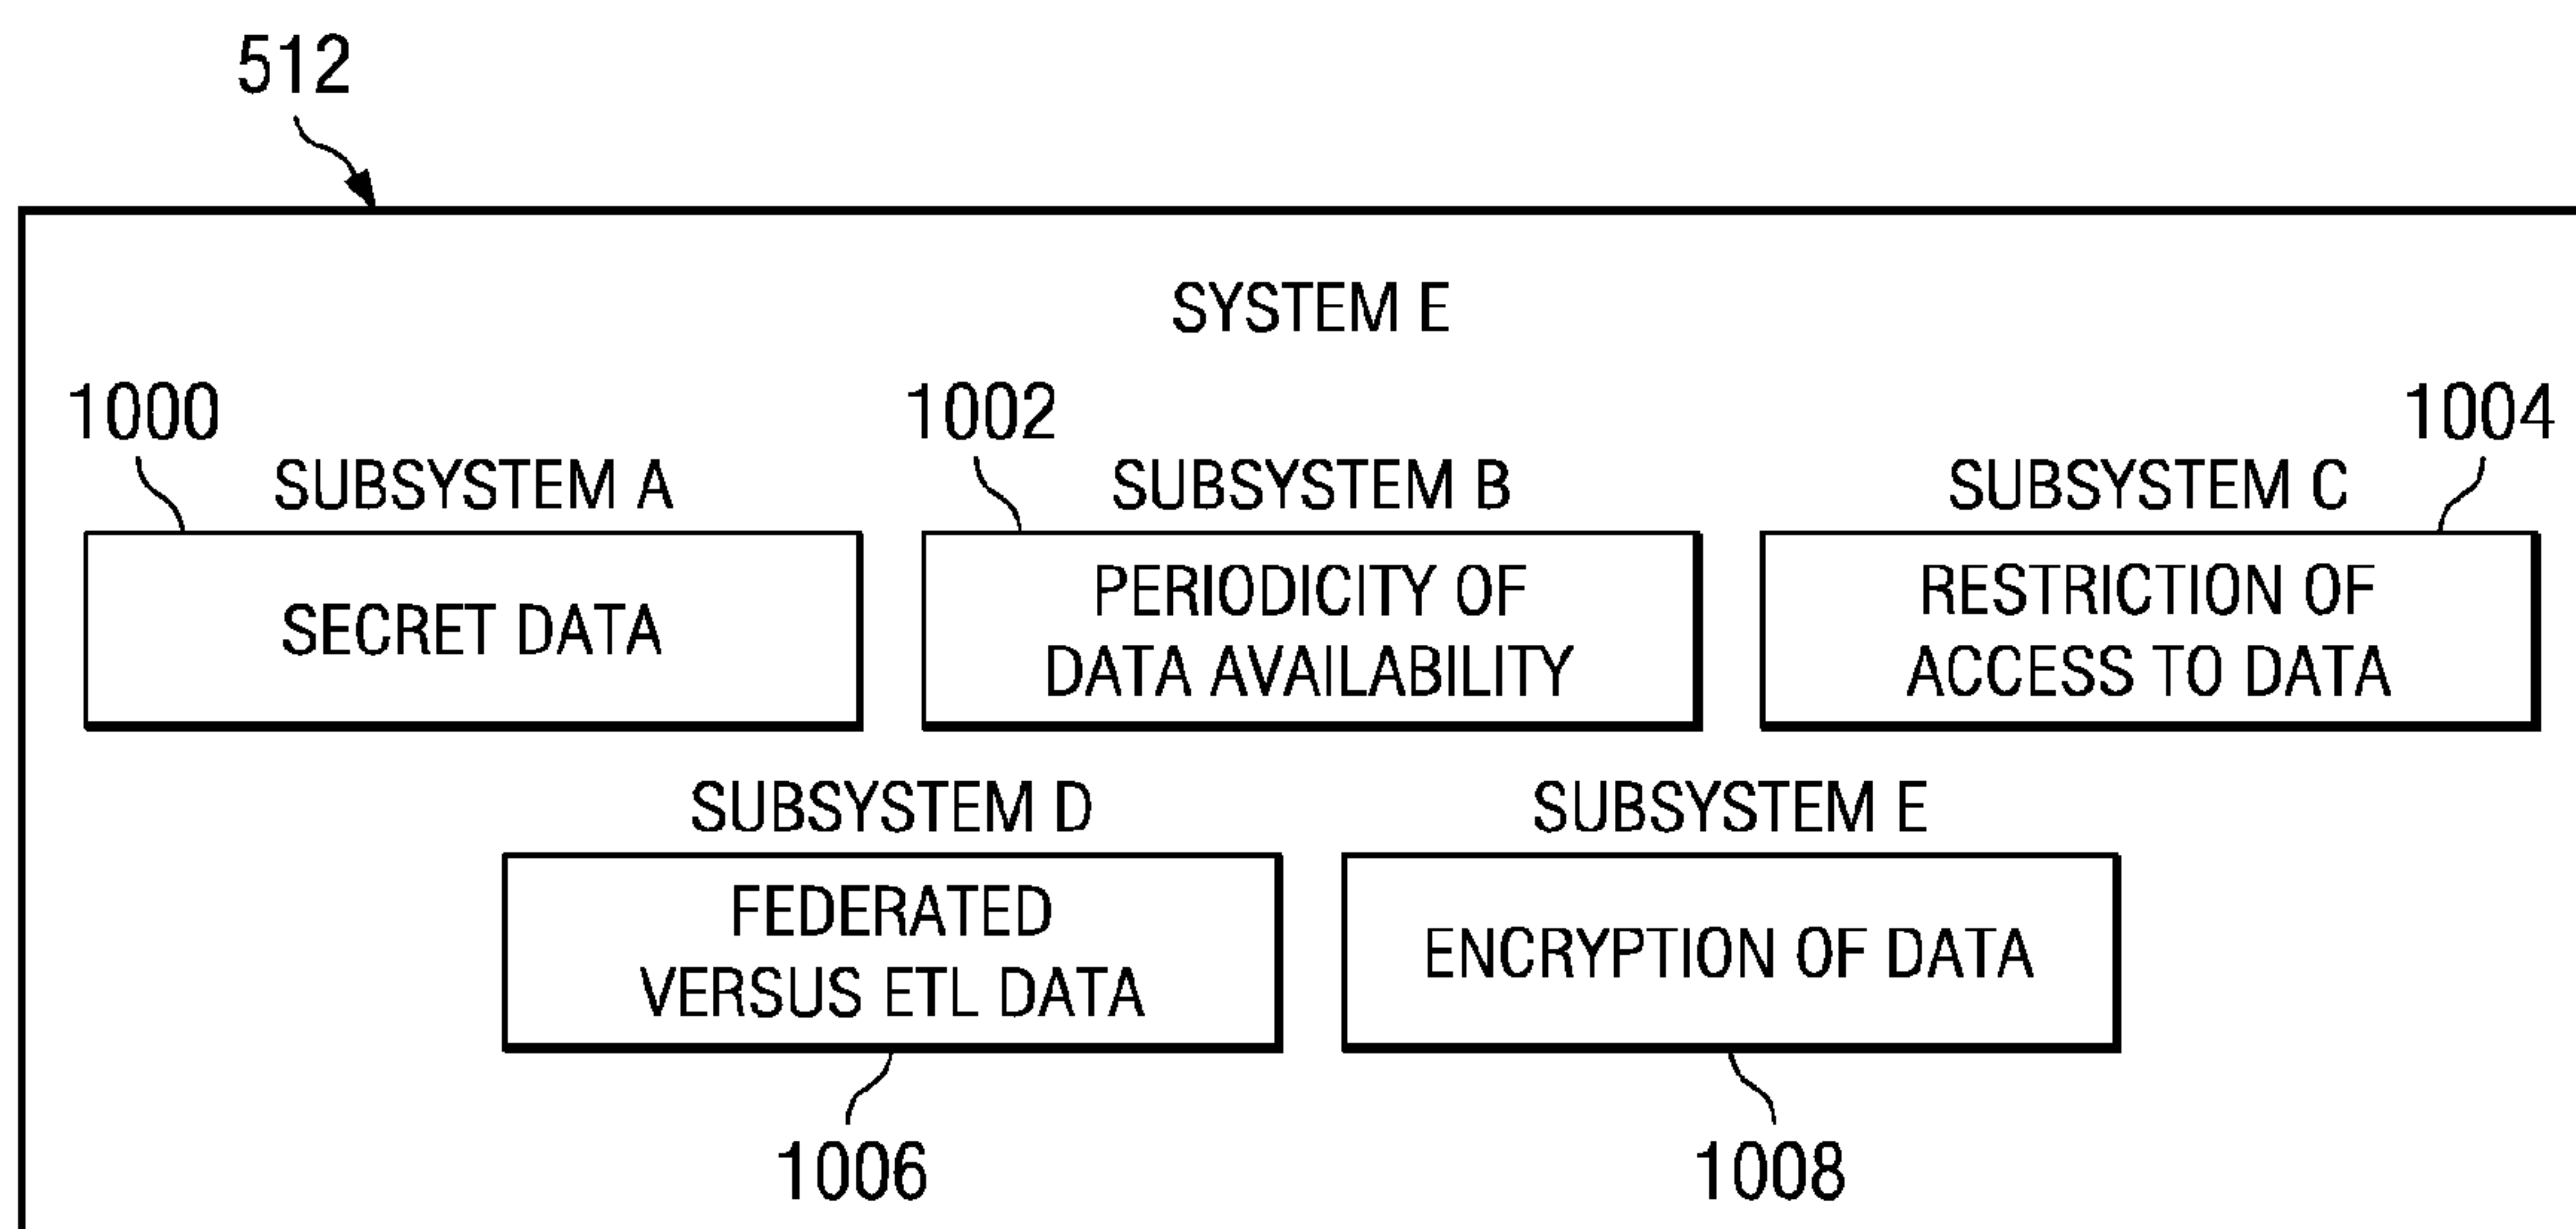 512
SYSTEM E
1000
1002
1004
SUBSYSTEM A
SUBSYSTEM B
SUBSYSTEM C
SECRET DATA
PERIODICITY OF
DATA AVAILABILITY
RESTRICTION OF
ACCESS TO DATA
SUBSYSTEM D
SUBSYSTEM E
FEDERATED
VERSUS ETL DATA
ENCRYPTION OF DATA
1006
1008